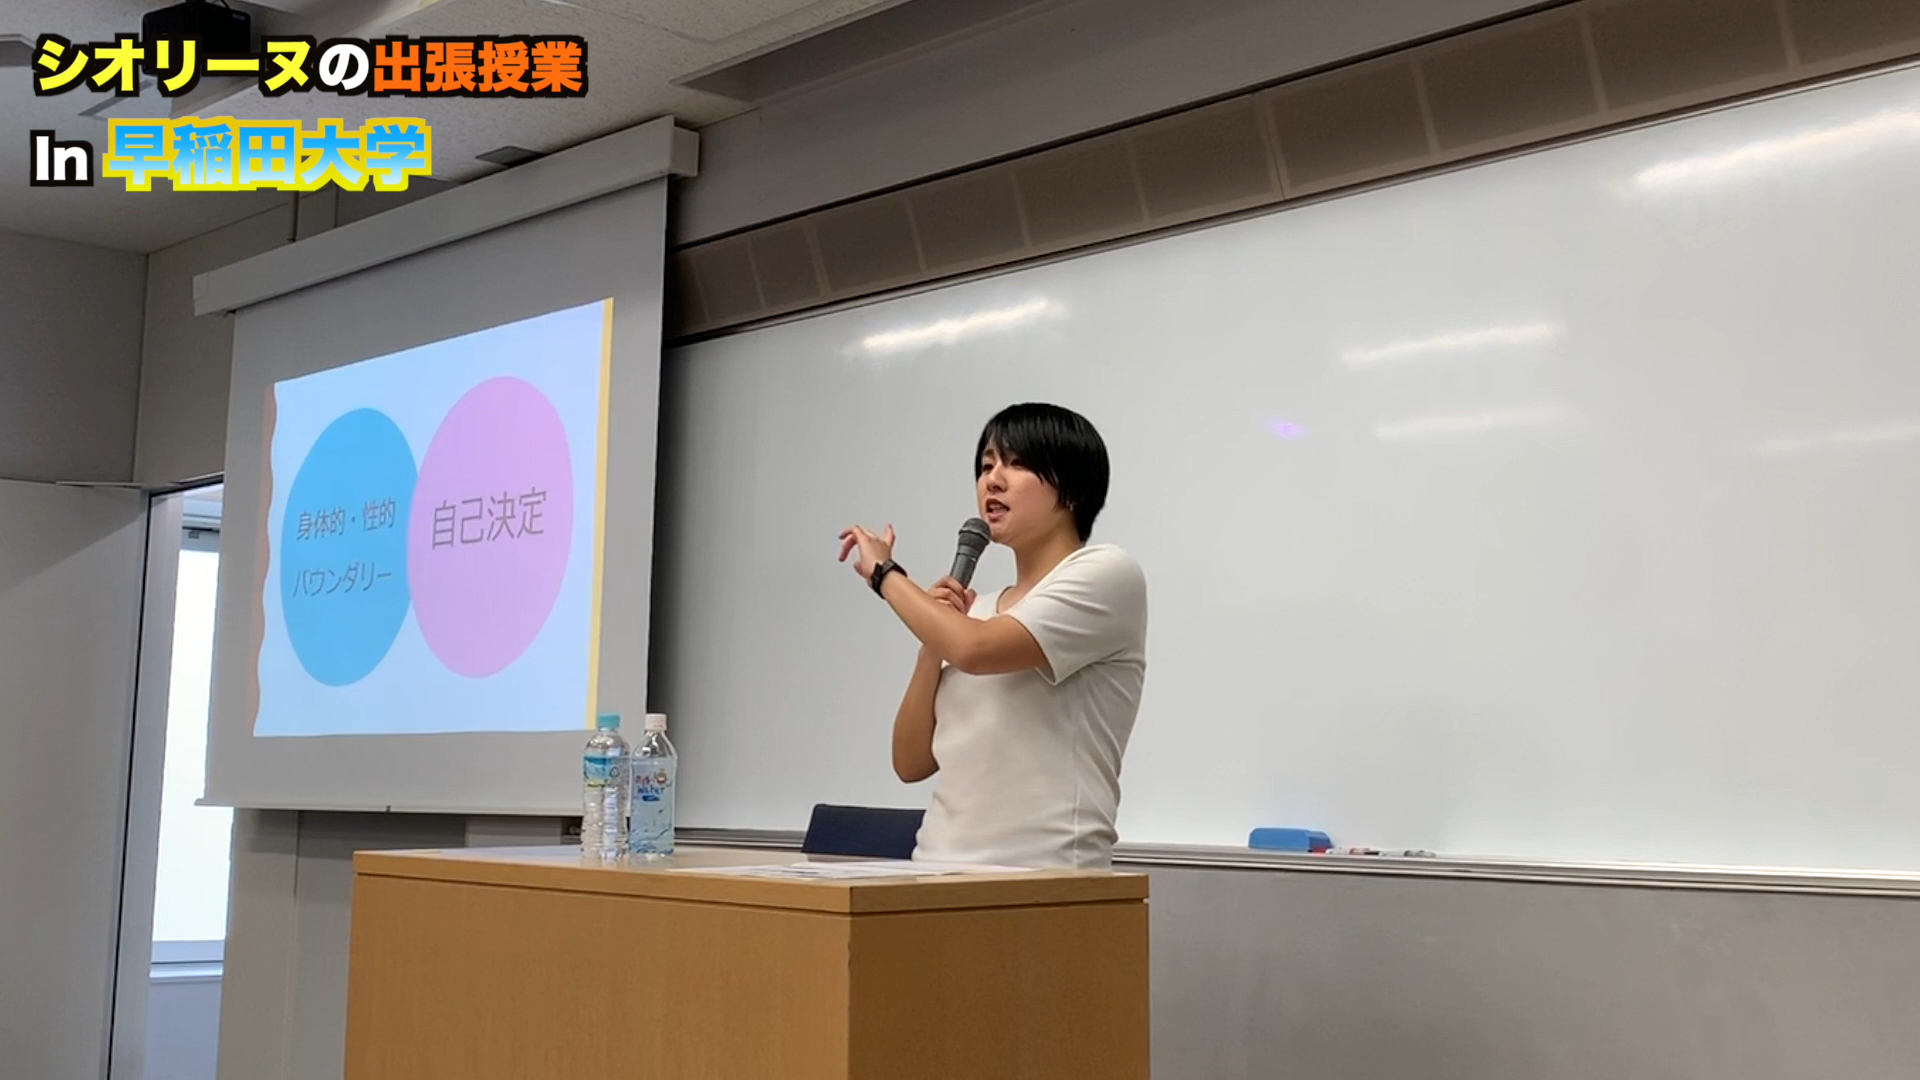 シオリーヌの出張授業
In 早稲田大学
身体的・性的
バウンダリー
自己決定
Water